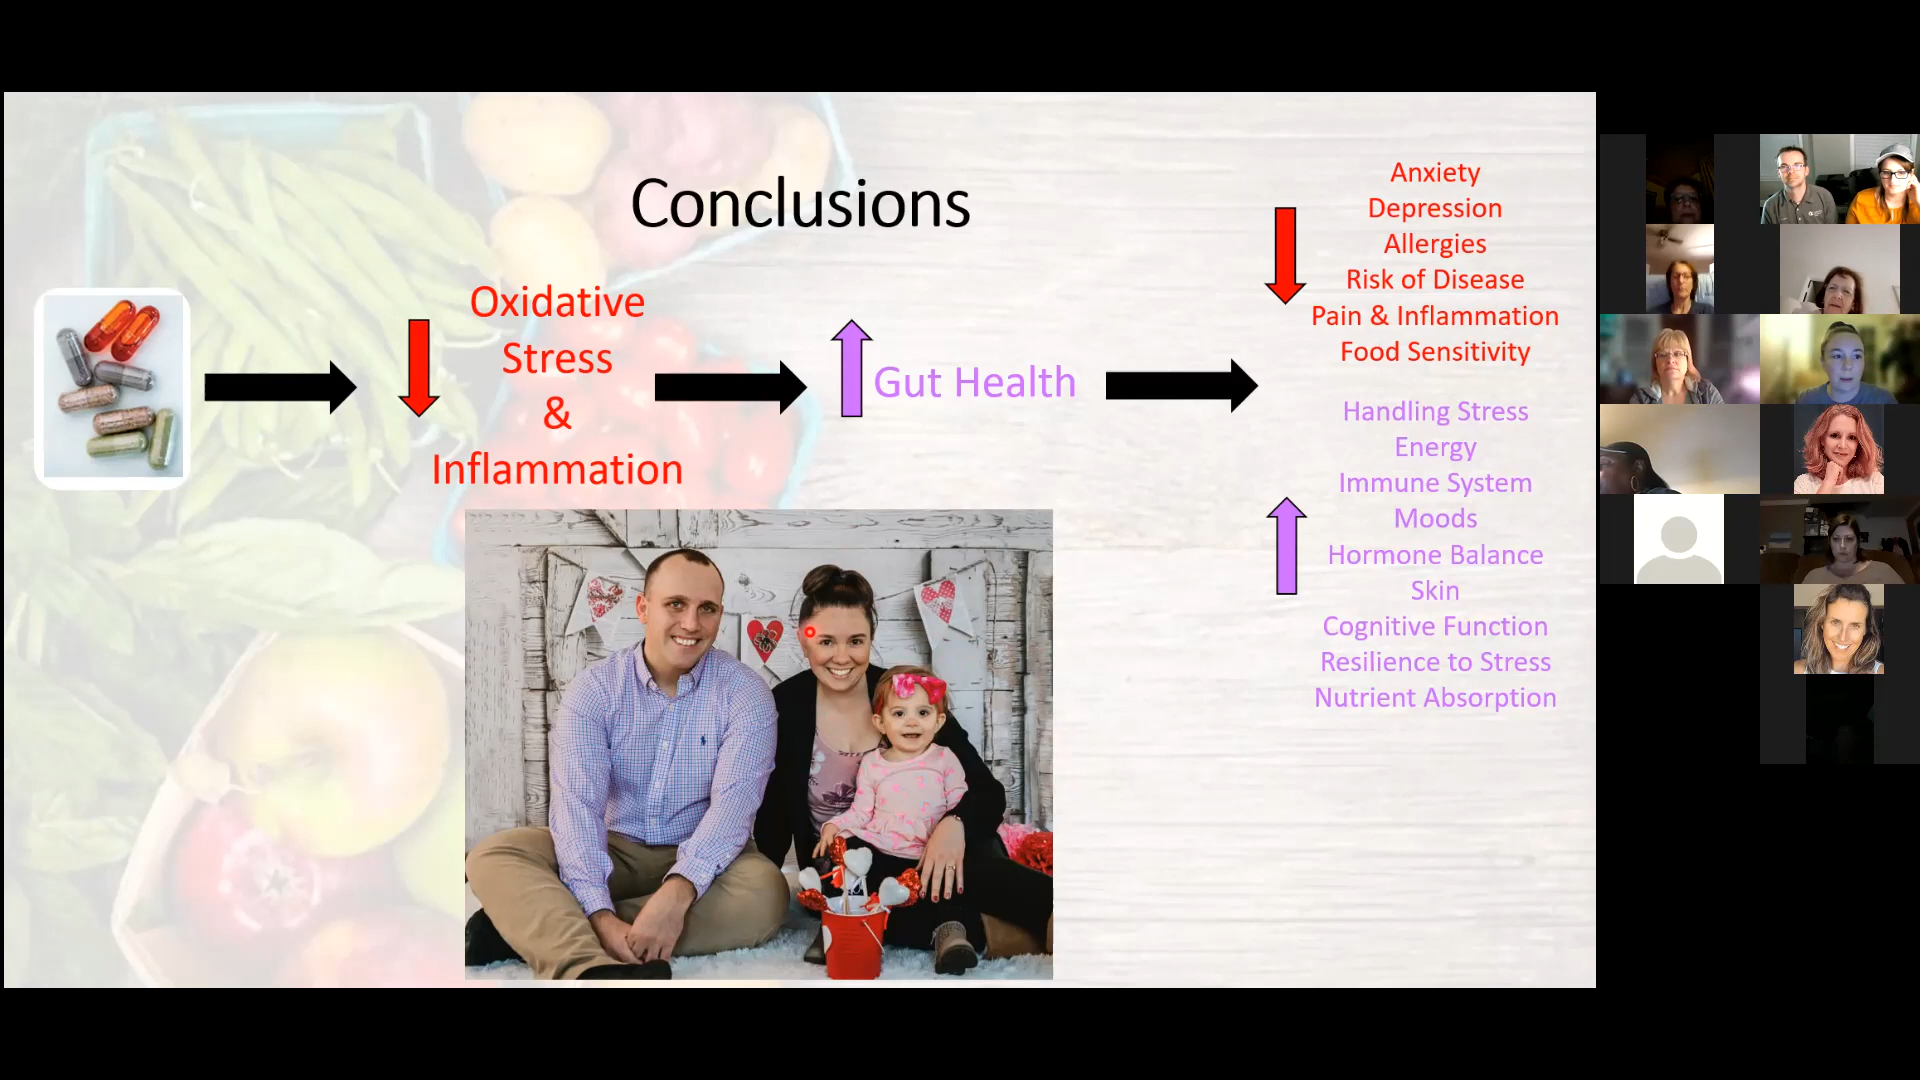 Conclusions
Oxidative
Stress
&
Inflammation
Gut Health
Anxiety
Depression
Allergies
Risk of Disease
Pain & Inflammation
Food Sensitivity
Handling Stress
Energy
Immune System
Moods
Hormone Balance
Skin
Cognitive Function
Resilience to Stress
Nutrient Absorption